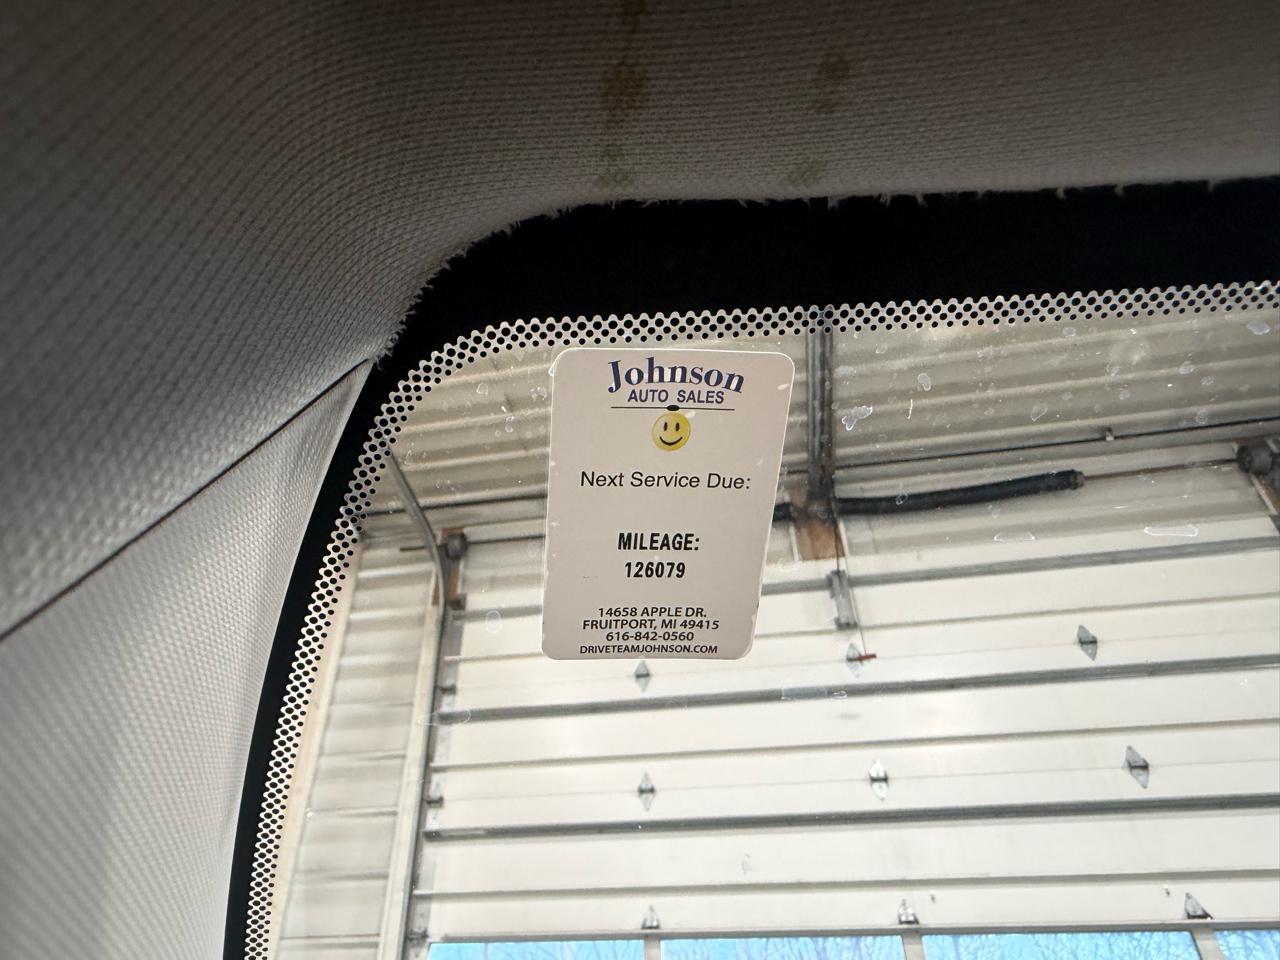 Johnson
AUTO SALES
Next Service Due:
MILEAGE:
126079
14658 APPLE DR.
FRUITPORT, MI 49415
616-842-0560
DRIVETEAMJOHNSON.COM